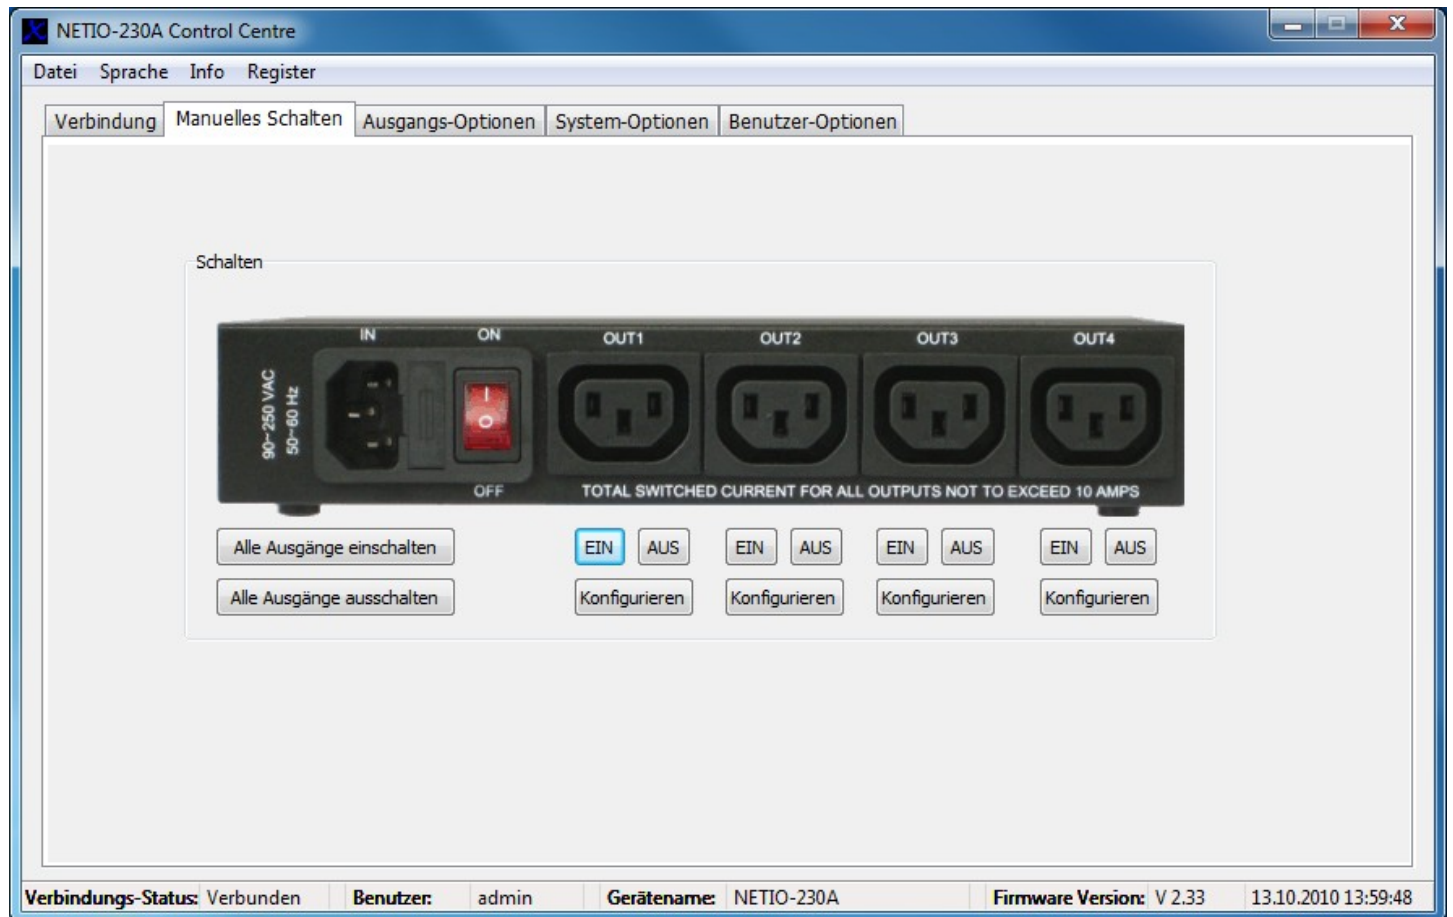 NETIO-230A Control Centre
Datei Sprache Info Register
Verbindung Manuelles Schalten Ausgangs-Optionen System-Optionen Benutzer-Optionen
Schalten
IN ON OUT1 OUT2 OUT3 OUT4
90~250 VAC
50~60 Hz
I
O
OFF TOTAL SWITCHED CURRENT FOR ALL OUTPUTS NOT TO EXCEED 10 AMPS
Alle Ausgänge einschalten EIN AUS EIN AUS EIN AUS EIN AUS
Alle Ausgänge ausschalten Konfigurieren Konfigurieren Konfigurieren Konfigurieren
Verbindungs-Status: Verbunden Benutzer: admin Gerätename: NETIO-230A Firmware Version: V 2.33 13.10.2010 13:59:48